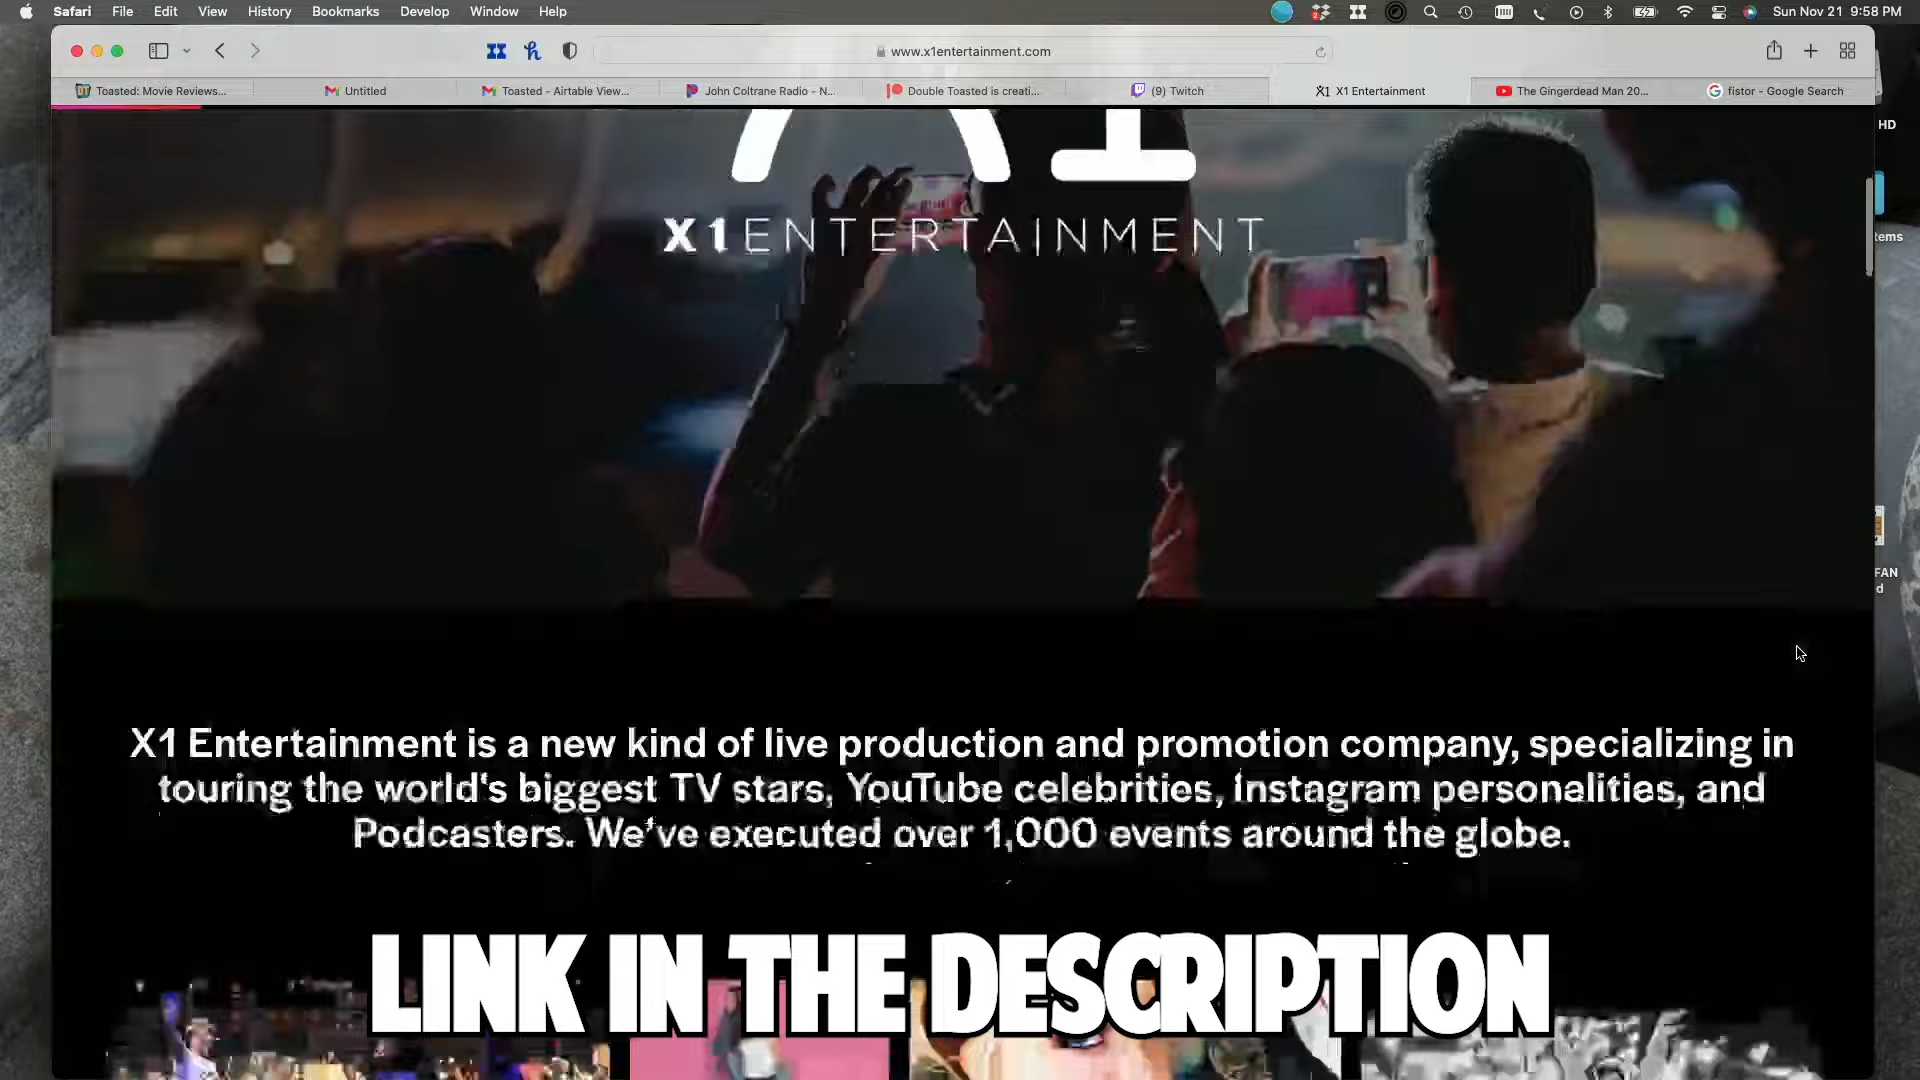 Safari File Edit View History Bookmarks Develop Window Help Sun Nov 21 9:58 PM
www.x1entertainment.com
Toasted: Movie Reviews... Untitled Toasted - Airtable View... John Coltrane Radio - N... Double Toasted is creati... (9) Twitch X1 X1 Entertainment The Gingerdead Man 20... fistor - Google Search
HD
X1
X1ENTERTAINMENT
tems
FAN
d
X1 Entertainment is a new kind of live production and promotion company, specializing in
touring the world's biggest TV stars, YouTube celebrities, Instagram personalities, and
Podcasters. We've executed over 1,000 events around the globe.
LINK IN THE DESCRIPTION